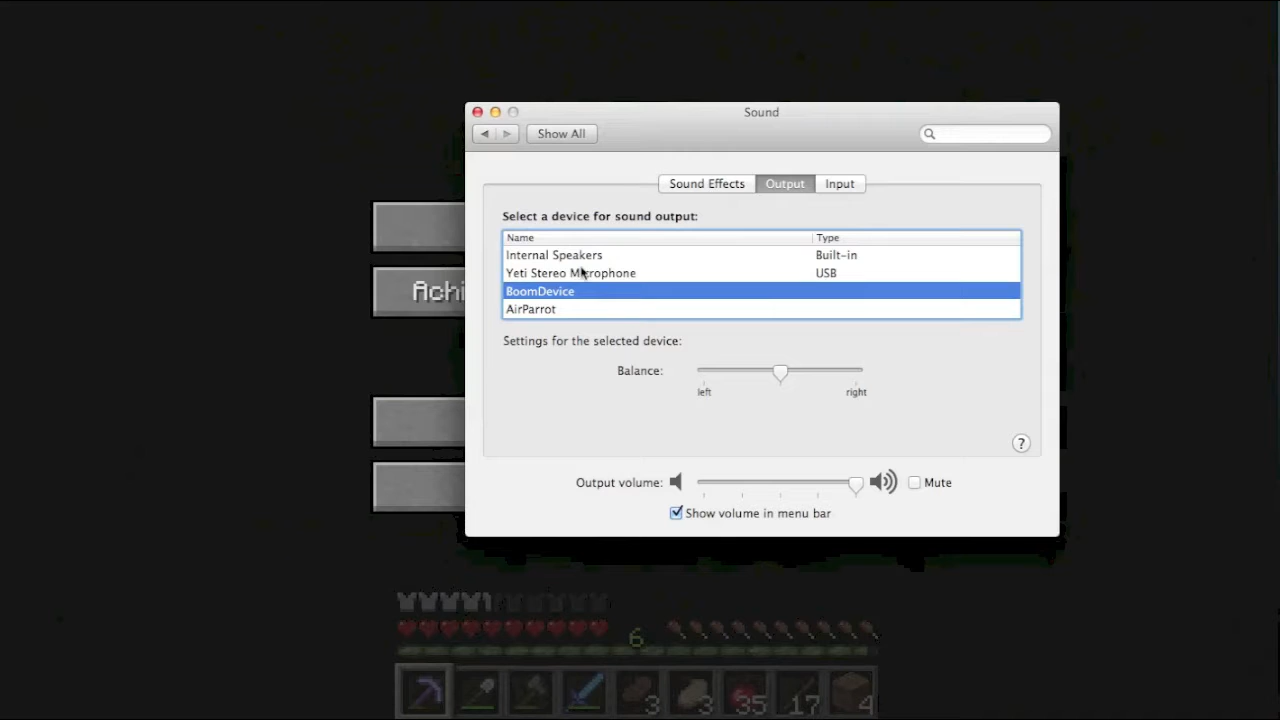 Sound
Show All
Sound Effects Output Input
Select a device for sound output:
Name Type
Internal Speakers Built-in
Yeti Stereo Microphone USB
BoomDevice
AirParrot
Achi
Settings for the selected device:
Balance:
left right
?
Output volume: Mute
Show volume in menu bar
6
3 3 35 17 4